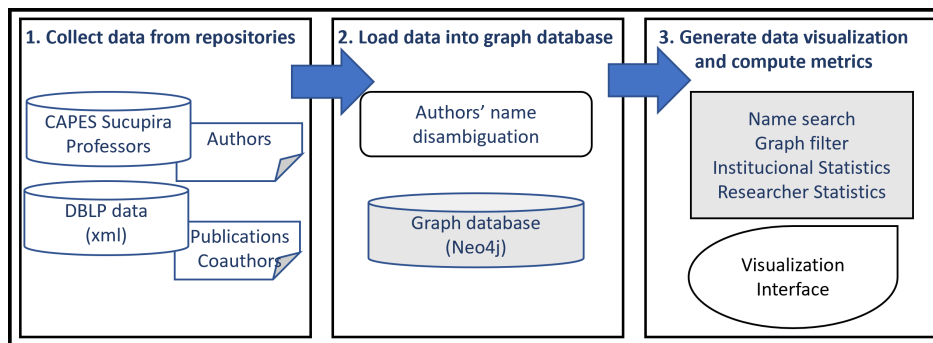 1. Collect data from repositories
CAPES Sucupira
Professors
Authors
DBLP data
(xml)
Publications
Coauthors
2. Load data into graph database
Authors’ name
disambiguation
Graph database
(Neo4j)
3. Generate data visualization
and compute metrics
Name search
Graph filter
Institucional Statistics
Researcher Statistics
Visualization
Interface